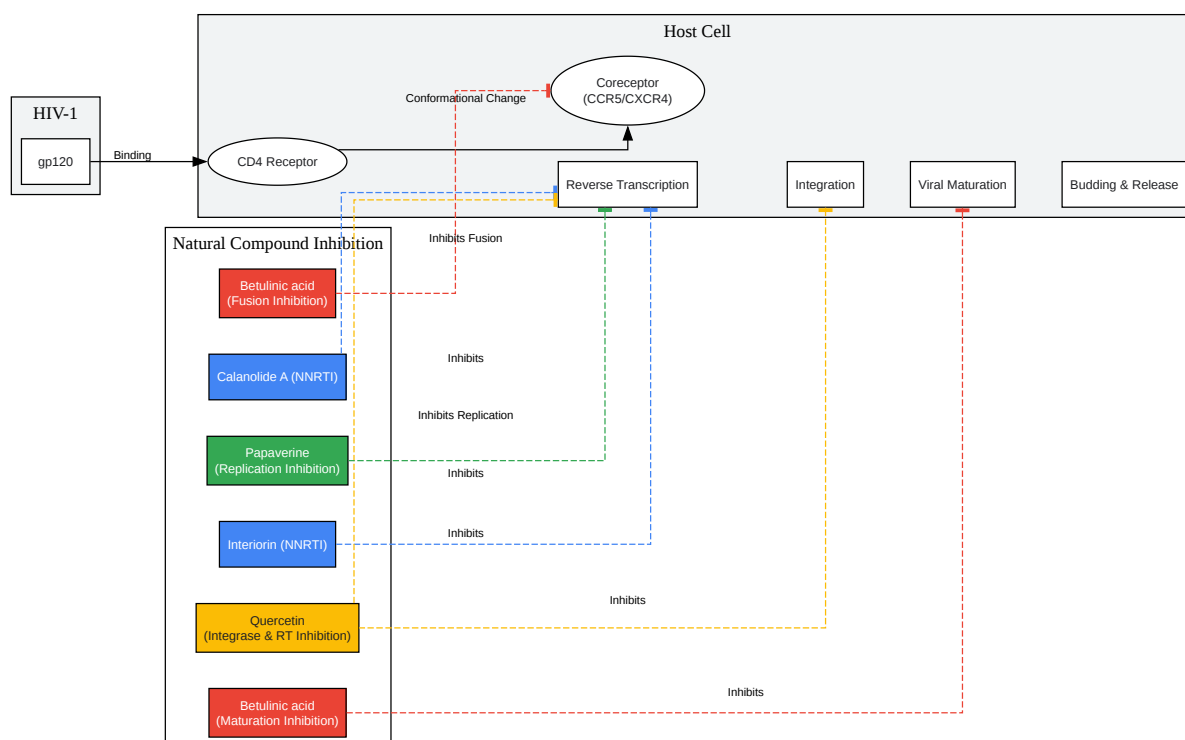 Host Cell
Coreceptor
(CCR5/CXCR4)
Conformational Change
HIV-1
gp120
Binding
CD4 Receptor
Reverse Transcription
Integration
Viral Maturation
Budding & Release
Natural Compound Inhibition
Inhibits Fusion
Betulinic acid
(Fusion Inhibition)
Inhibits
Calanolide A (NNRTI)
Inhibits Replication
Papaverine
(Replication Inhibition)
Inhibits
Inhibits
Interiorin (NNRTI)
Inhibits
Quercetin
(Integrase & RT Inhibition)
Inhibits
Betulinic acid
(Maturation Inhibition)